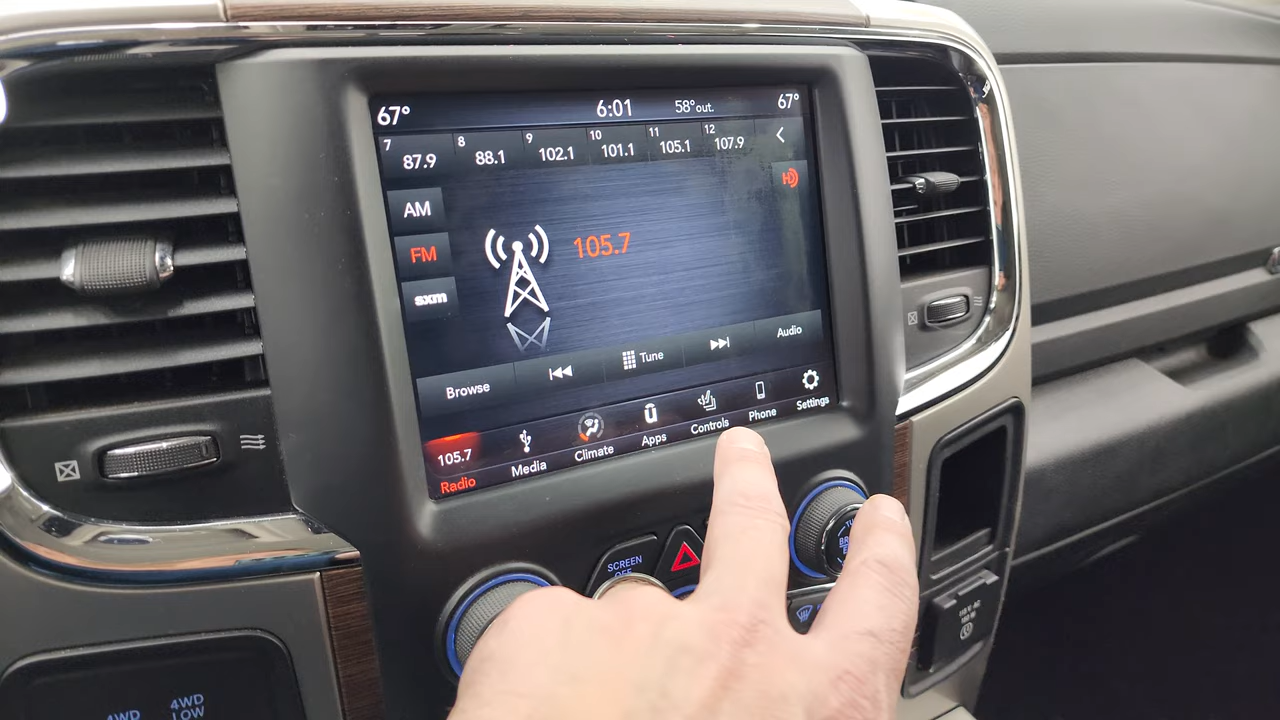 67° 6:01 58°out. 67°
7 8 9 10 11 12
87.9 88.1 102.1 101.1 105.1 107.9
HD
AM
FM 105.7
sxm
Browse Tune Audio
105.7
Radio Media Climate Apps Controls Phone Settings
SCREEN
OFF
4WD 4WD
LOW